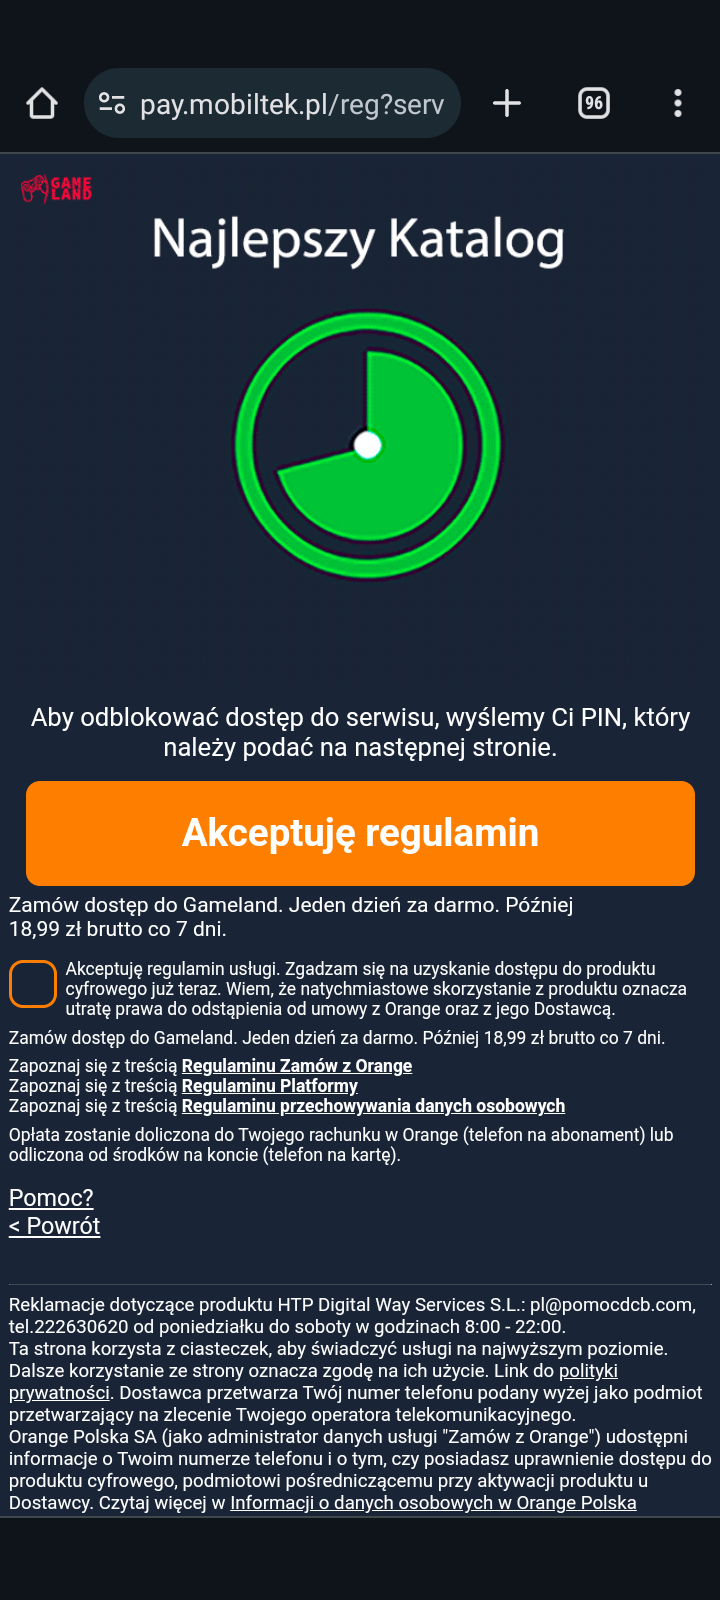 pay.mobiltek.pl/reg?serv
96
GAME
LAND
Najlepszy Katalog
Aby odblokować dostęp do serwisu, wyślemy Ci PIN, który
należy podać na następnej stronie.
Akceptuję regulamin
Zamów dostęp do Gameland. Jeden dzień za darmo. Później
18,99 zł brutto co 7 dni.
Akceptuję regulamin usługi. Zgadzam się na uzyskanie dostępu do produktu
cyfrowego już teraz. Wiem, że natychmiastowe skorzystanie z produktu oznacza
utratę prawa do odstąpienia od umowy z Orange oraz z jego Dostawcą.
Zamów dostęp do Gameland. Jeden dzień za darmo. Później 18,99 zł brutto co 7 dni.
Zapoznaj się z treścią Regulaminu Zamów z Orange
Zapoznaj się z treścią Regulaminu Platformy
Zapoznaj się z treścią Regulaminu przechowywania danych osobowych
Opłata zostanie doliczona do Twojego rachunku w Orange (telefon na abonament) lub
odliczona od środków na koncie (telefon na kartę).
Pomoc?
< Powrót
Reklamacje dotyczące produktu HTP Digital Way Services S.L.: pl@pomocdcb.com,
tel.222630620 od poniedziałku do soboty w godzinach 8:00 - 22:00.
Ta strona korzysta z ciasteczek, aby świadczyć usługi na najwyższym poziomie.
Dalsze korzystanie ze strony oznacza zgodę na ich użycie. Link do polityki
prywatności. Dostawca przetwarza Twój numer telefonu podany wyżej jako podmiot
przetwarzający na zlecenie Twojego operatora telekomunikacyjnego.
Orange Polska SA (jako administrator danych usługi "Zamów z Orange") udostępni
informacje o Twoim numerze telefonu i o tym, czy posiadasz uprawnienie dostępu do
produktu cyfrowego, podmiotowi pośredniczącemu przy aktywacji produktu u
Dostawcy. Czytaj więcej w Informacji o danych osobowych w Orange Polska